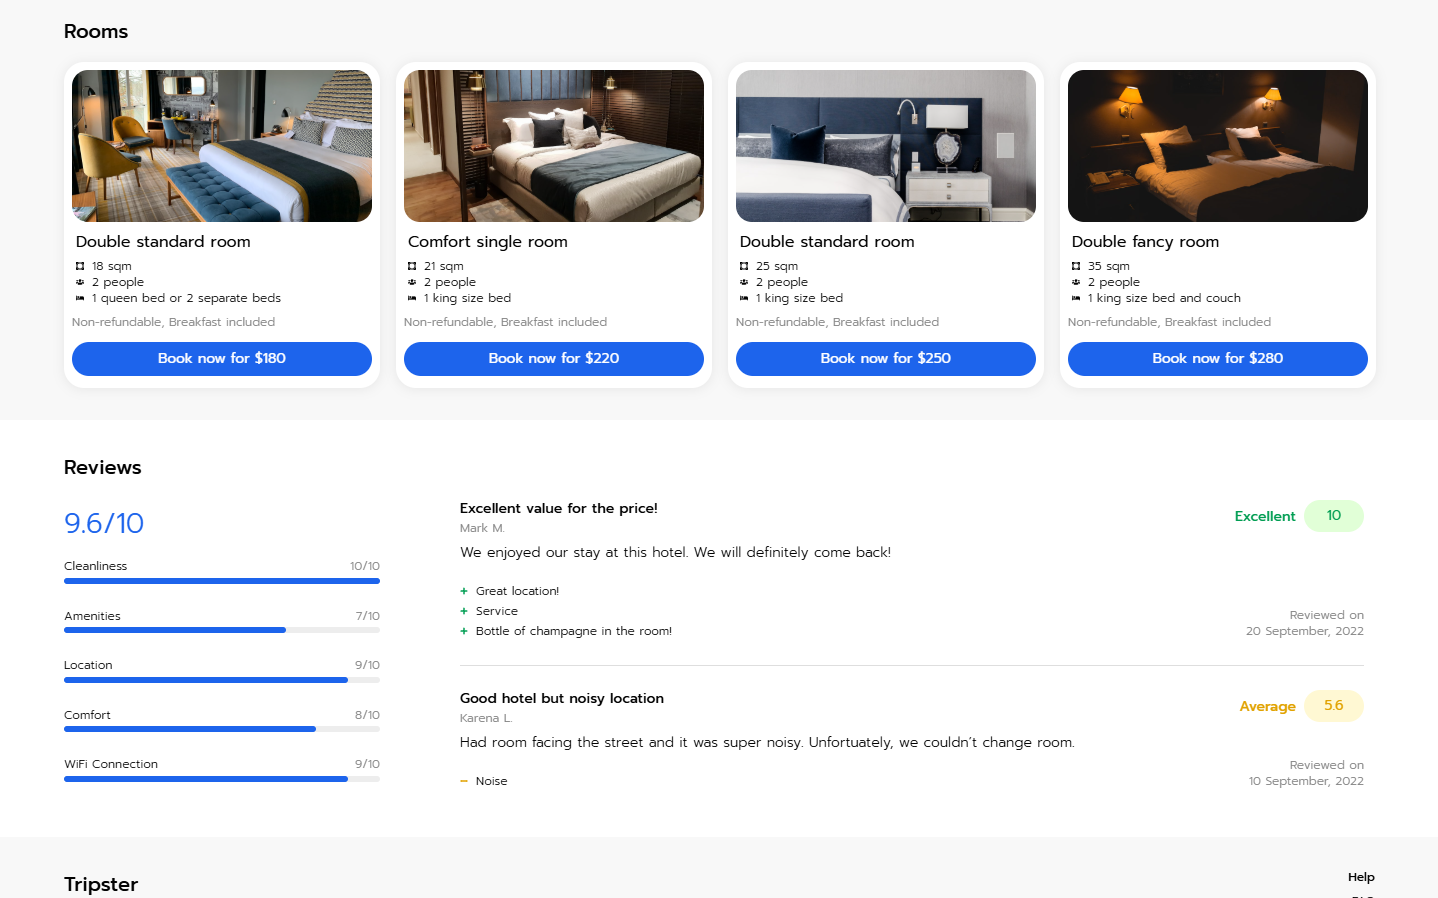 Rooms
Double standard room
18 sqm
2 people
1 queen bed or 2 separate beds
Non-refundable, Breakfast included
Book now for $180
Comfort single room
21 sqm
2 people
1 king size bed
Non-refundable, Breakfast included
Book now for $220
Double standard room
25 sqm
2 people
1 king size bed
Non-refundable, Breakfast included
Book now for $250
Double fancy room
35 sqm
2 people
1 king size bed and couch
Non-refundable, Breakfast included
Book now for $280
Reviews
9.6/10
Cleanliness 10/10
Amenities 7/10
Location 9/10
Comfort 8/10
WiFi Connection 9/10
Excellent value for the price!
Mark M.
Excellent 10
We enjoyed our stay at this hotel. We will definitely come back!
+ Great location!
+ Service
+ Bottle of champagne in the room!
Reviewed on
20 September, 2022
Good hotel but noisy location
Karena L.
Average 5.6
Had room facing the street and it was super noisy. Unfortuately, we couldn't change room.
– Noise
Reviewed on
10 September, 2022
Tripster
Help